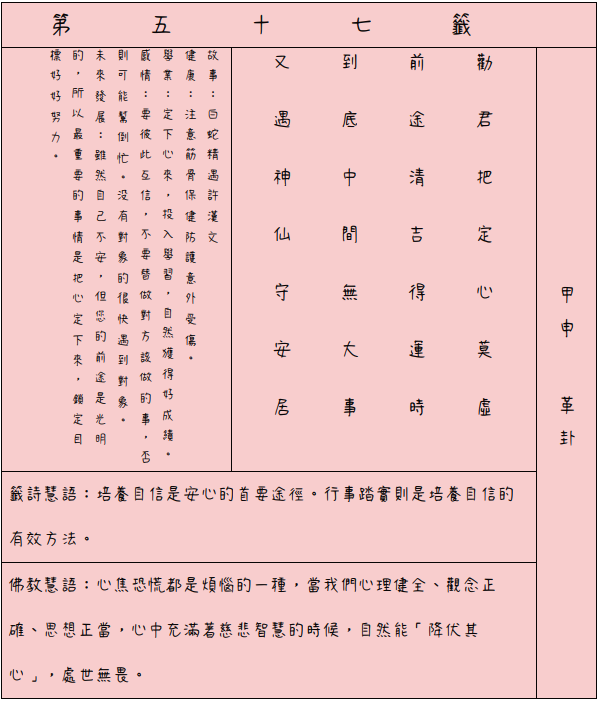 第五十七籤
甲申 革卦
勸君把定心莫虛
前途清吉得運時
到底中間無大事
又遇神仙守安居
故事：白蛇精遇許漢文
健康：注意筋骨保健防護意外受傷。
學業：定下心來，投入學習，自然獲得好成績。
感情：要彼此互信，不要替做對方該做的事，否
則可能幫倒忙。沒有對象的很快遇到對象。
未來發展：雖然自己不安，但您的前途是光明
的，所以最重要的事情是把心定下來，鎖定目
標好好努力。
籤詩慧語：培養自信是安心的首要途徑。行事踏實則是培養自信的
有效方法。
佛教慧語：心焦恐慌都是煩惱的一種，當我們心理健全、觀念正
確、思想正當，心中充滿著慈悲智慧的時候，自然能「降伏其
心」，處世無畏。